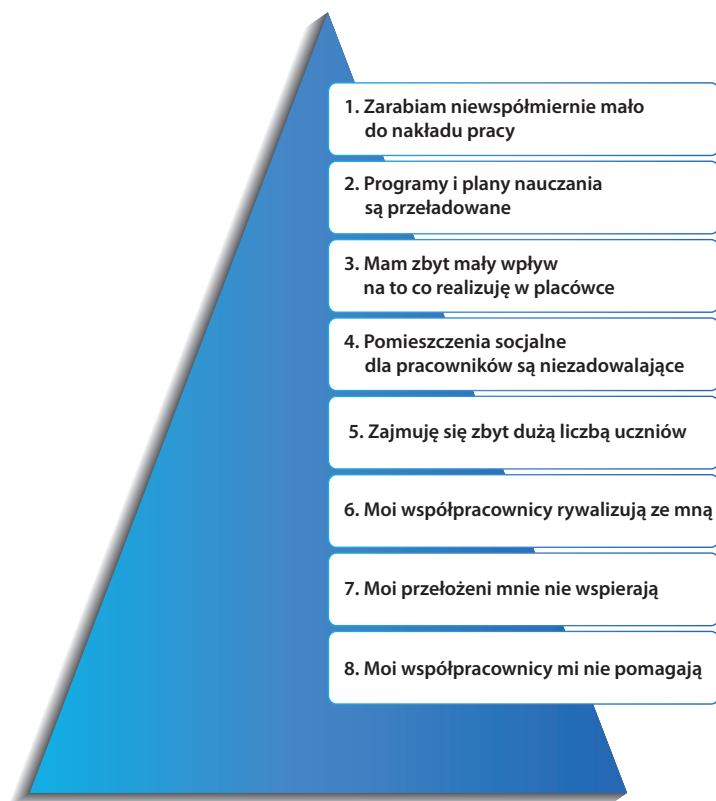 1. Zarabiam niewspółmiernie mało
do nakładu pracy
2. Programy i plany nauczania
są przeładowane
3. Mam zbyt mały wpływ
na to co realizuję w placówce
4. Pomieszczenia socjalne
dla pracowników są niezadowalające
5. Zajmuję się zbyt dużą liczbą uczniów
6. Moi współpracownicy rywalizują ze mną
7. Moi przełożeni mnie nie wspierają
8. Moi współpracownicy mi nie pomagają